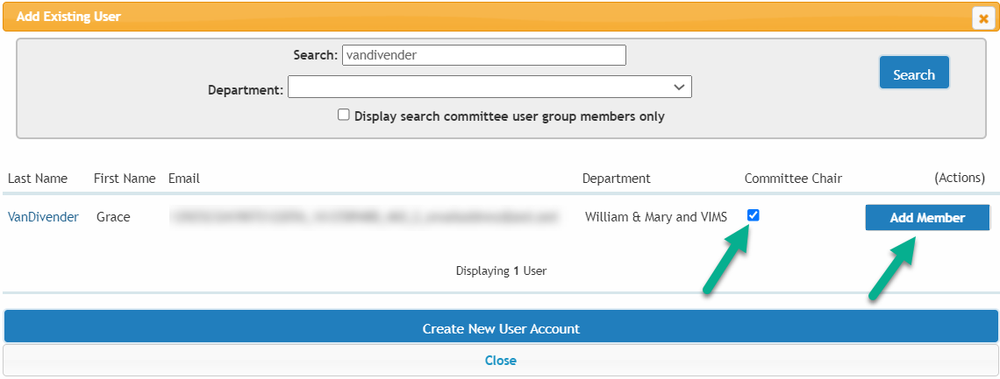 Add Existing User
Search: vandivender
Search
Department:
Display search committee user group members only
Last Name First Name Email Department Committee Chair (Actions)
VanDivender Grace William & Mary and VIMS Add Member
Displaying 1 User
Create New User Account
Close